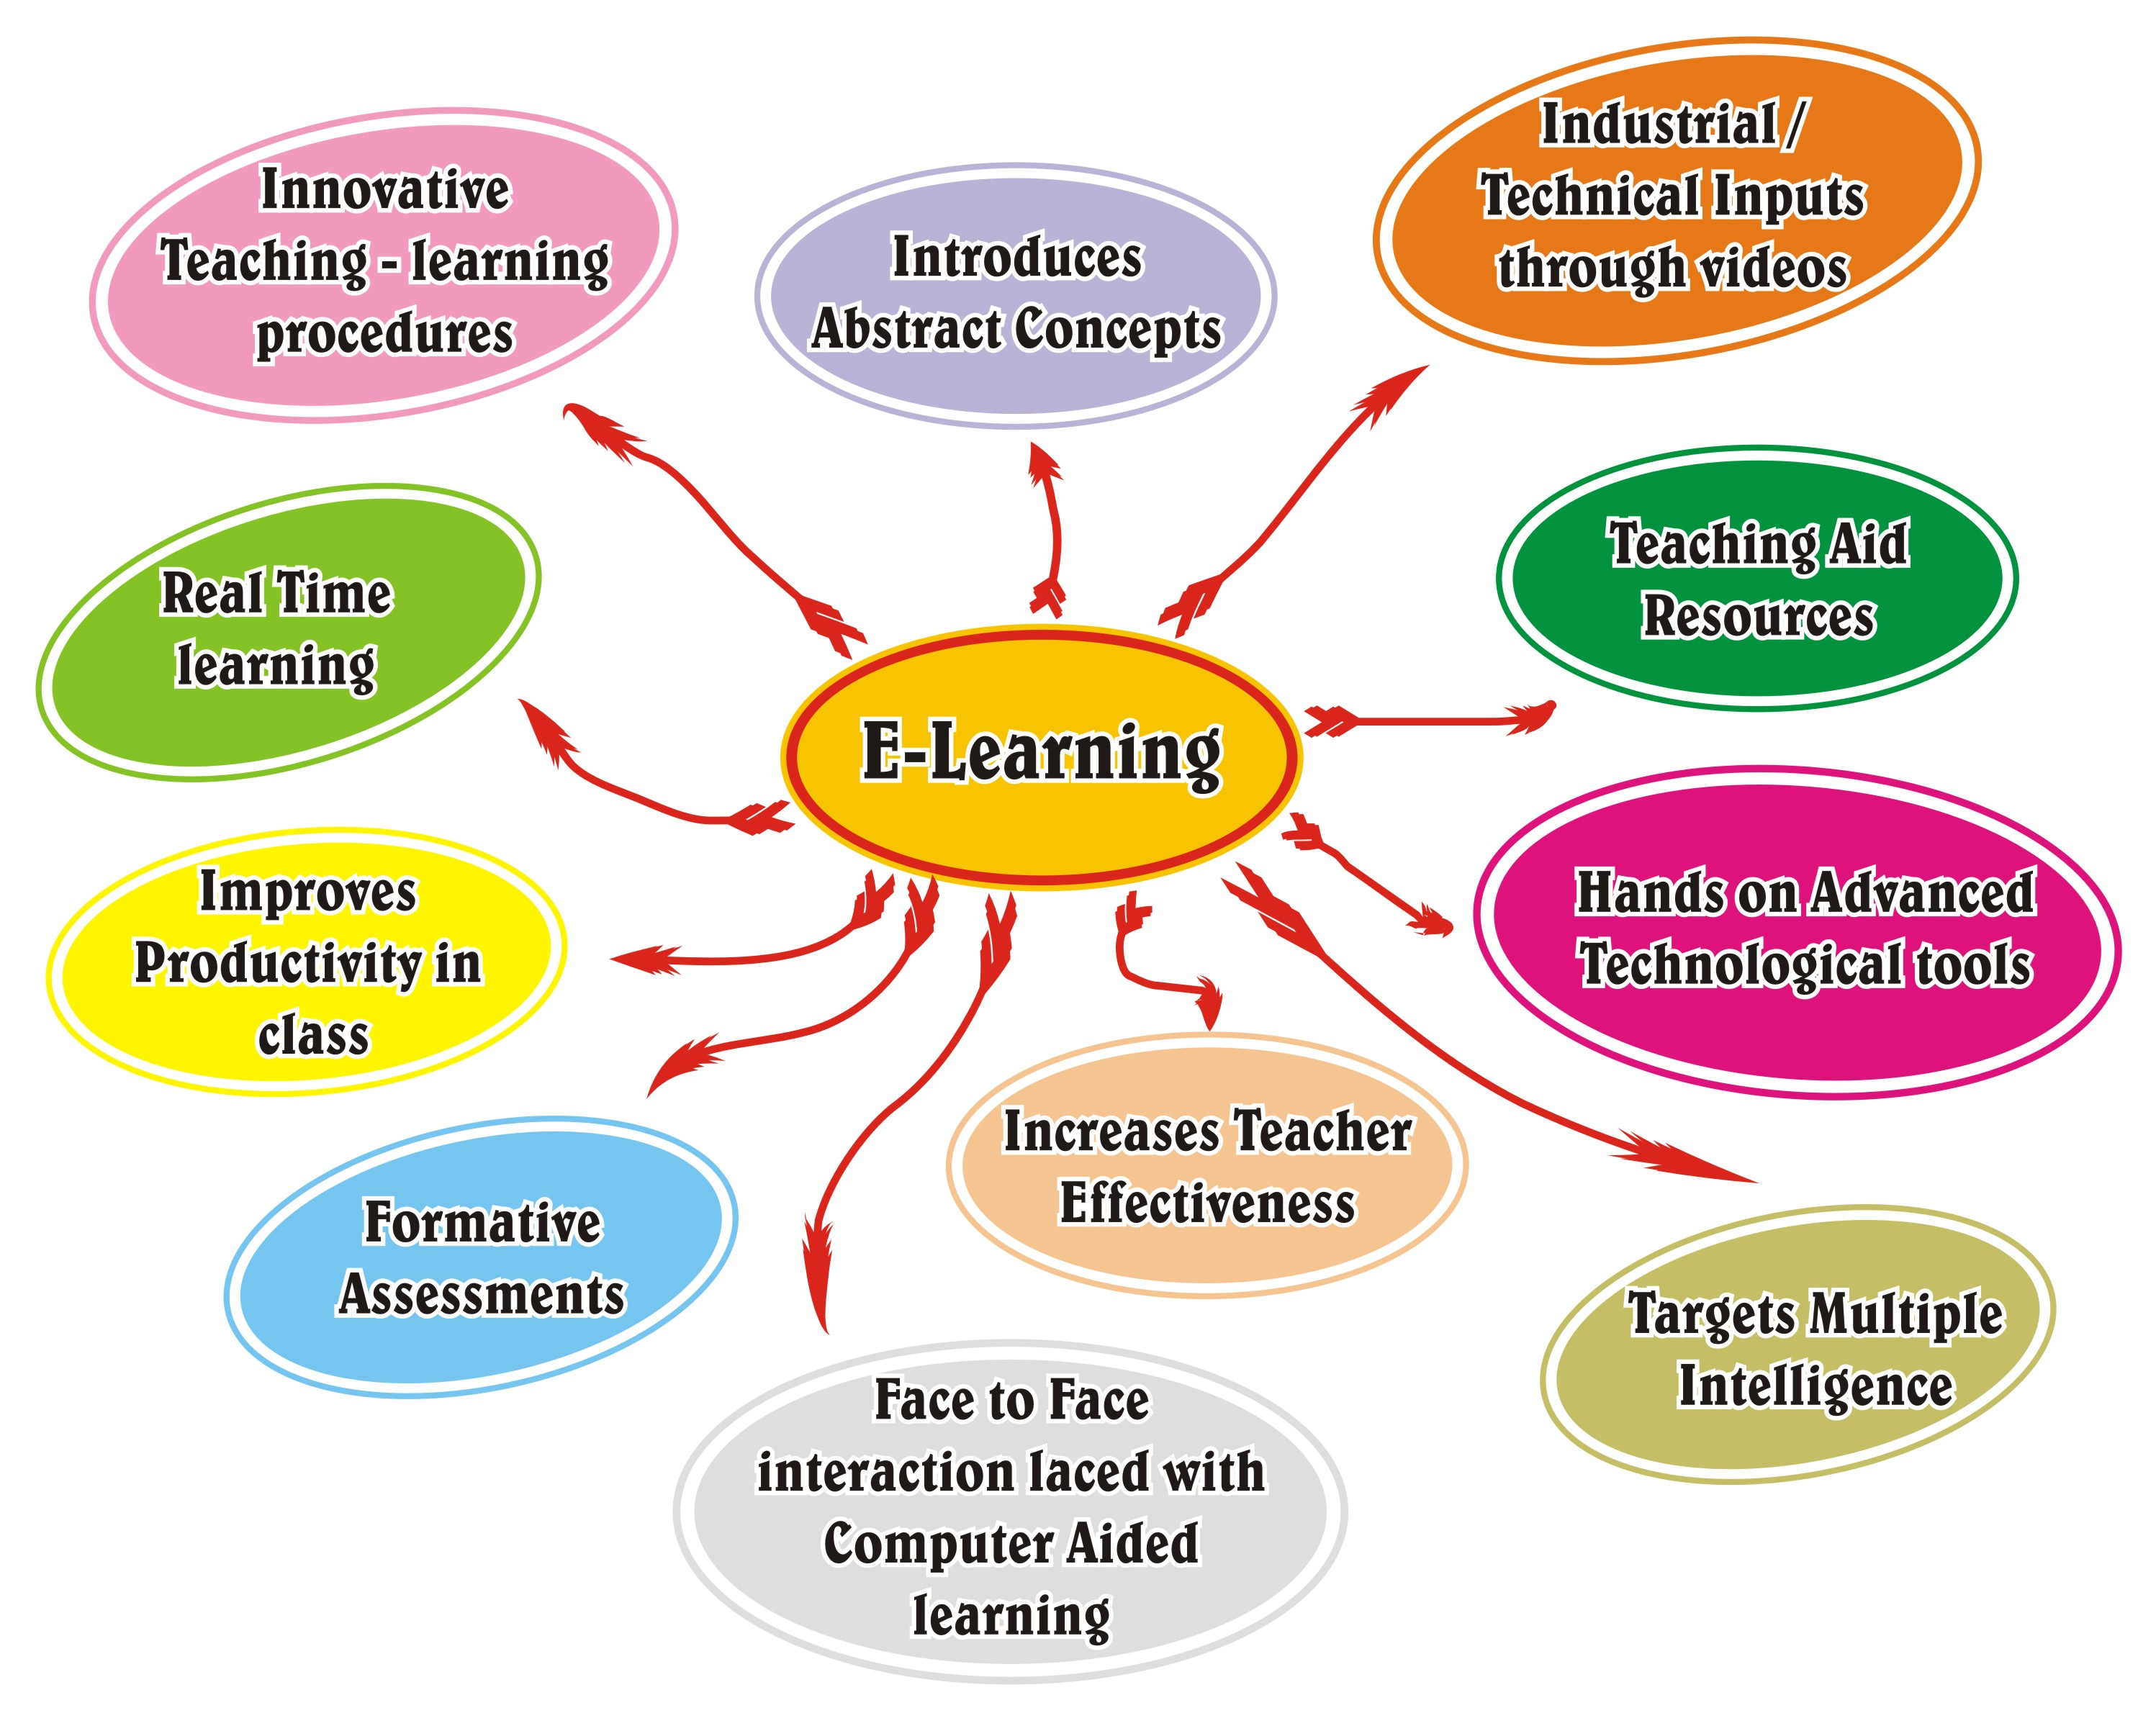 Industrial /
Technical Inputs
through videos
Innovative
Teaching - learning
procedures
Introduces
Abstract Concepts
Teaching Aid
Resources
Real Time
learning
E-Learning
Hands on Advanced
Technological tools
Improves
Productivity in
class
Increases Teacher
Effectiveness
Formative
Assessments
Targets Multiple
Intelligence
Face to Face
interaction laced with
Computer Aided
learning